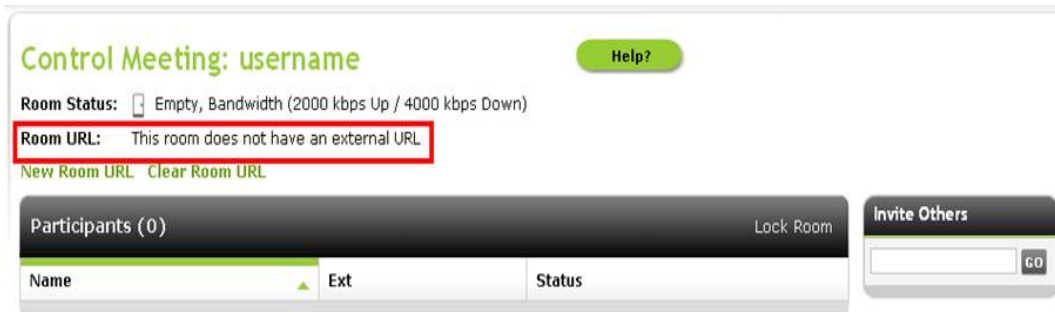 Control Meeting: username
Help?
Room Status: Empty, Bandwidth (2000 kbps Up / 4000 kbps Down)
Room URL: This room does not have an external URL
New Room URL Clear Room URL
Participants (0)
Lock Room
Name Ext Status
Invite Others
GO